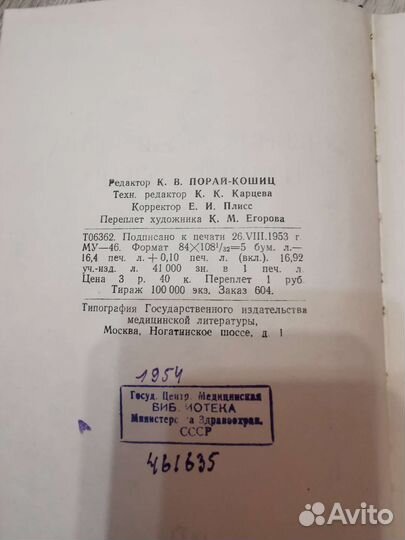 Редактор К. В. ПОРАЙ-КОШИЦ
Техн. редактор К. К. Карцева
Корректор Е. И. Плисс
Переплет художника К. М. Егорова
Т06362. Подписано к печати 26.VIII.1953 г.
МУ—46. Формат 84×108¹/₃₂=5 бум. л.—
16,4 печ. л.+0,10 печ. л. (вкл.). 16,92
уч.-изд. л. 41 000 зн. в 1 печ. л.
Цена 3 р. 40 к. Переплет 1 руб.
Тираж 100 000 экз. Заказ 604.
Типография Государственного издательства
медицинской литературы,
Москва, Ногатинское шоссе, д. 1
1954
Госуд. Центр. Медицинская
БИБЛИОТЕКА
Министерства Здравоохран.
СССР
461635
Avito